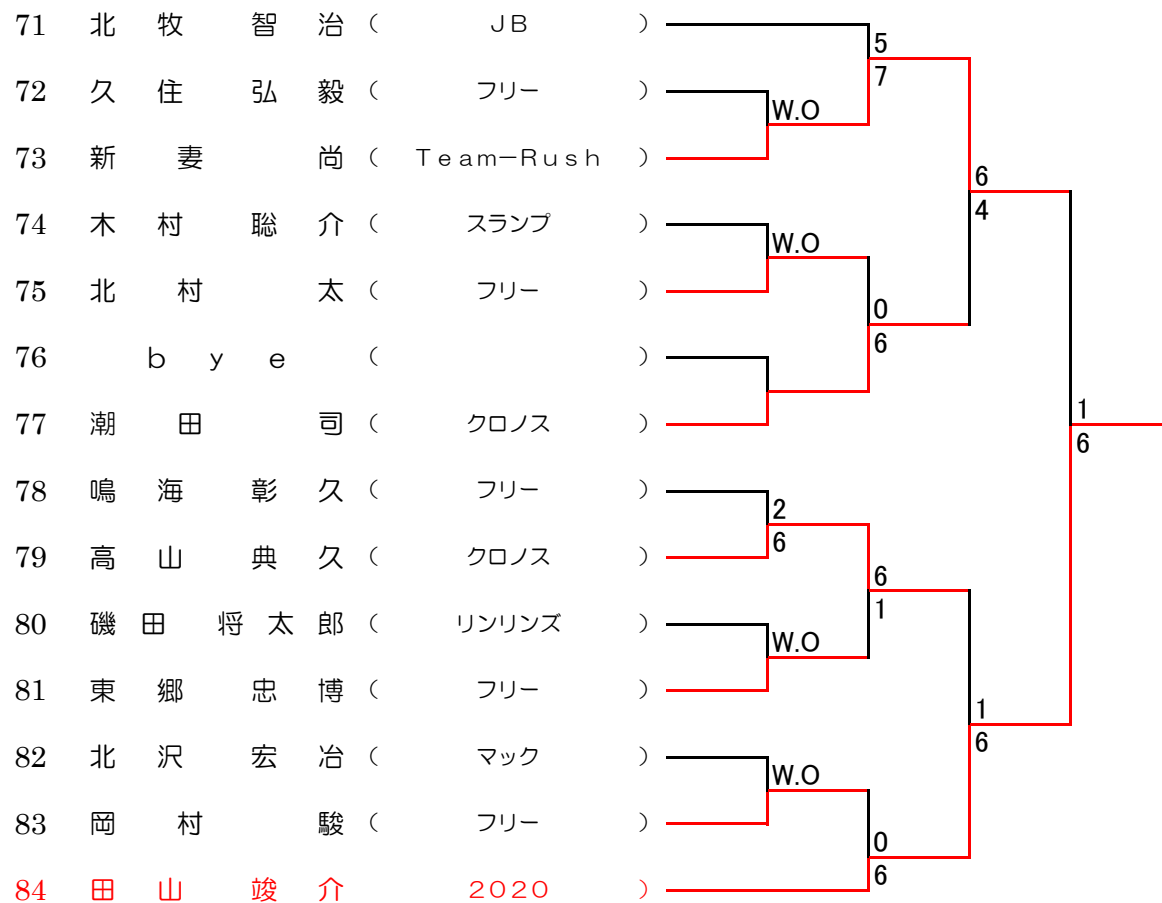 71 北牧 智治 ( JB )
5
7
72 久住 弘毅 ( フリー )
W.O
73 新妻 尚 ( Team-Rush )
6
4
74 木村 聡介 ( スランプ )
W.O
75 北村 太 ( フリー )
0
6
76 bye ( )
77 潮田 司 ( クロノス )
1
6
78 鳴海 彰久 ( フリー )
2
6
79 高山 典久 ( クロノス )
6
1
80 磯田 将太郎 ( リンリンズ )
W.O
81 東郷 忠博 ( フリー )
1
6
82 北沢 宏冶 ( マック )
W.O
83 岡村 駿 ( フリー )
0
6
84 田山 竣介 2020 )